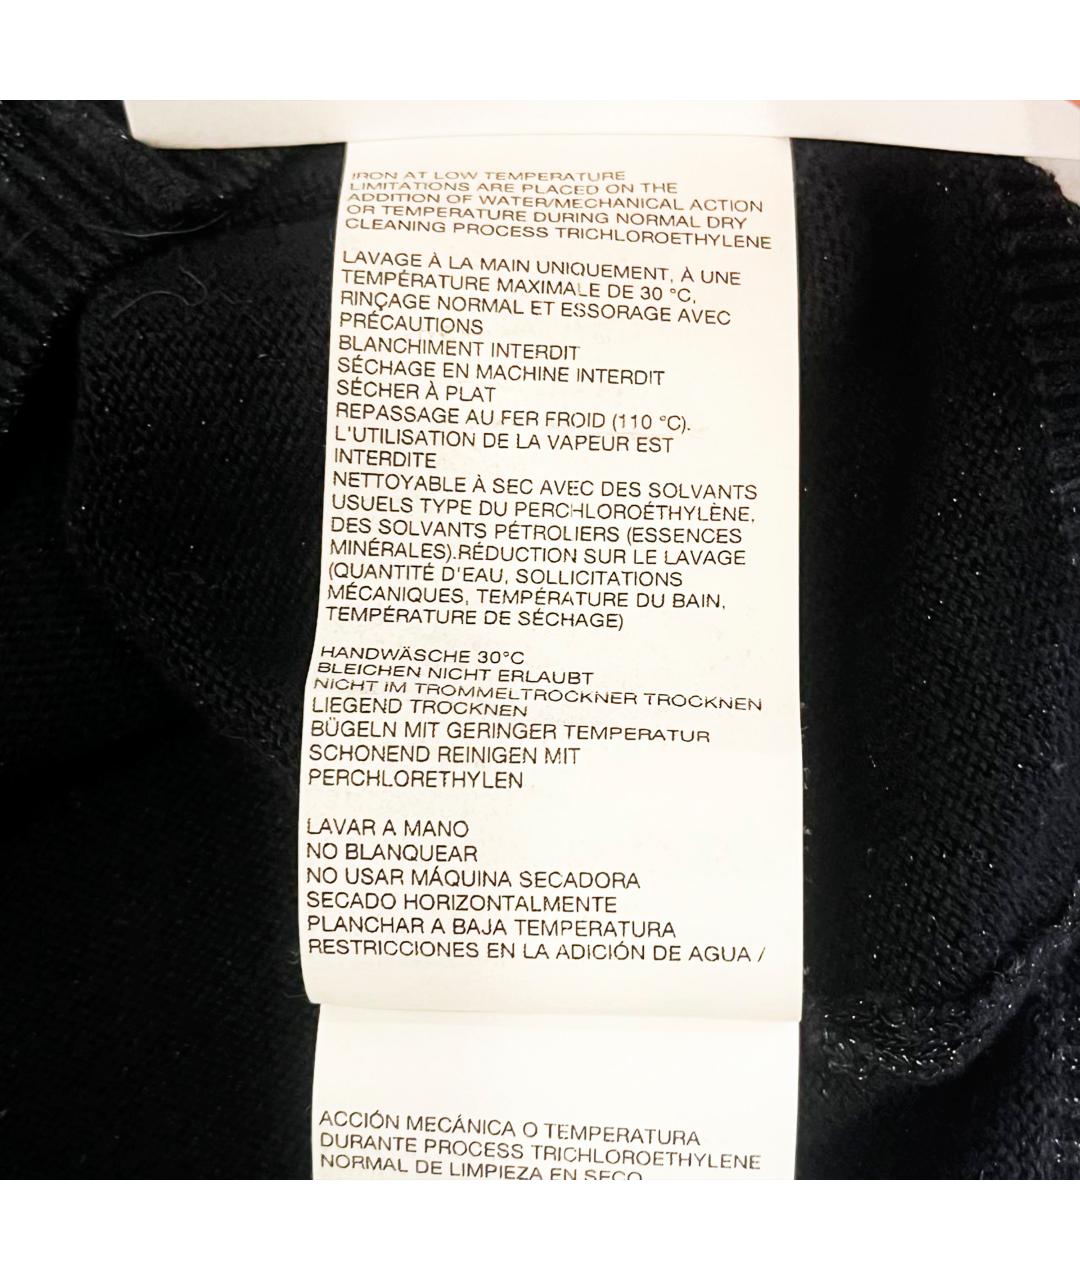 IRON AT LOW TEMPERATURE
LIMITATIONS ARE PLACED ON THE
ADDITION OF WATER/MECHANICAL ACTION
OR TEMPERATURE DURING NORMAL DRY
CLEANING PROCESS TRICHLOROETHYLENE
LAVAGE À LA MAIN UNIQUEMENT, À UNE
TEMPÉRATURE MAXIMALE DE 30 °C,
RINÇAGE NORMAL ET ESSORAGE AVEC
PRÉCAUTIONS
BLANCHIMENT INTERDIT
SÉCHAGE EN MACHINE INTERDIT
SÉCHER À PLAT
REPASSAGE AU FER FROID (110 °C).
L'UTILISATION DE LA VAPEUR EST
INTERDITE
NETTOYABLE À SEC AVEC DES SOLVANTS
USUELS TYPE DU PERCHLOROÉTHYLÈNE,
DES SOLVANTS PÉTROLIERS (ESSENCES
MINÉRALES).RÉDUCTION SUR LE LAVAGE
(QUANTITÉ D'EAU, SOLLICITATIONS
MÉCANIQUES, TEMPÉRATURE DU BAIN,
TEMPÉRATURE DE SÉCHAGE)
HANDWÄSCHE 30°C
BLEICHEN NICHT ERLAUBT
NICHT IM TROMMELTROCKNER TROCKNEN
LIEGEND TROCKNEN
BÜGELN MIT GERINGER TEMPERATUR
SCHONEND REINIGEN MIT
PERCHLORETHYLEN
LAVAR A MANO
NO BLANQUEAR
NO USAR MÁQUINA SECADORA
SECADO HORIZONTALMENTE
PLANCHAR A BAJA TEMPERATURA
RESTRICCIONES EN LA ADICIÓN DE AGUA /
ACCIÓN MECÁNICA O TEMPERATURA
DURANTE PROCESS TRICHLOROETHYLENE
NORMAL DE LIMPIEZA EN SECO